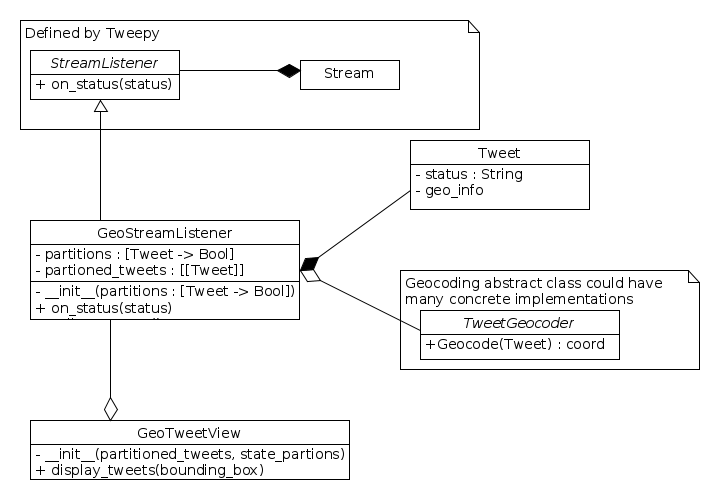 Defined by Tweepy
StreamListener
+ on_status(status)
Stream
Tweet
- status : String
- geo_info
GeoStreamListener
- partitions : [Tweet -> Bool]
- partioned_tweets : [[Tweet]]
- __init__(partitions : [Tweet -> Bool])
+ on_status(status)
Geocoding abstract class could have
many concrete implementations
TweetGeocoder
+Geocode(Tweet) : coord
GeoTweetView
- __init__(partitioned_tweets, state_partions)
+ display_tweets(bounding_box)